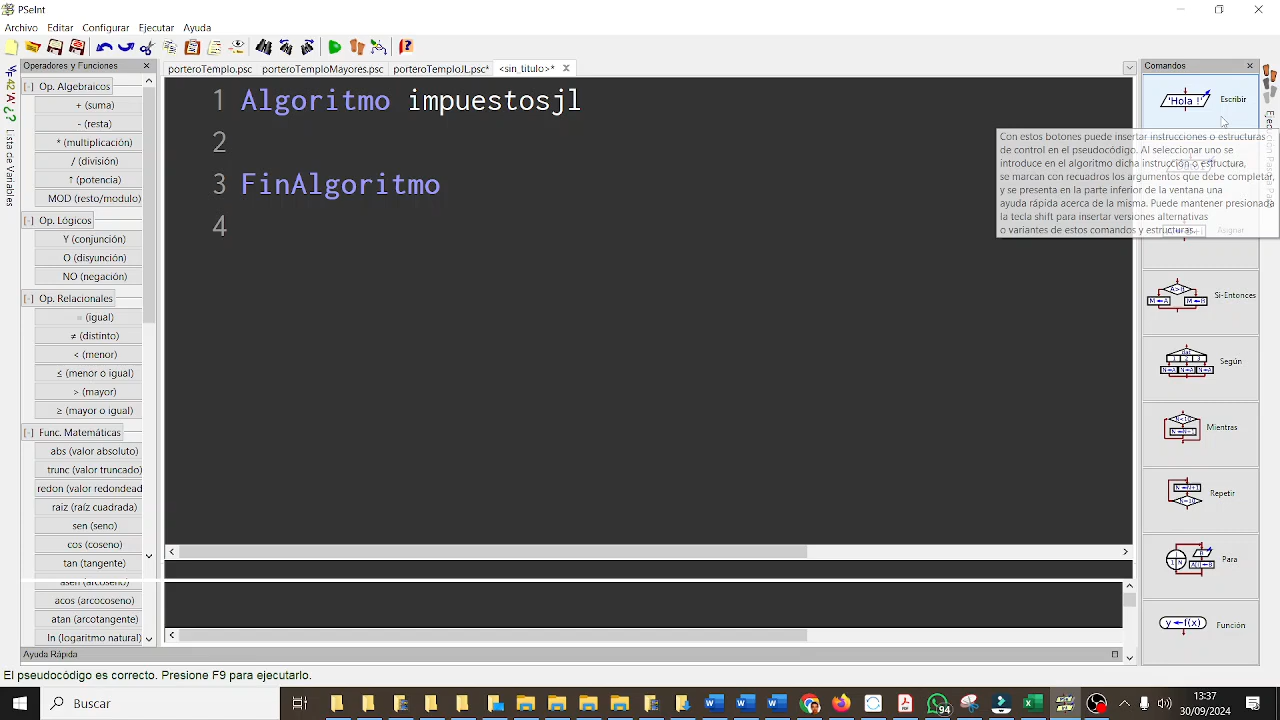 PSeInt
Archivo Editar Configurar Ejecutar Ayuda
Operadores y Funciones
porteroTemplo.psc porteroTemploMayores.psc porteroTemploJL.psc* <sin_titulo>*
Comandos
Lista de Variables
Op. Algebraicos
+ (suma)
- (resta)
* (multiplicación)
/ (división)
↑ (potencia)
MOD (resto/modulo)
Op. Lógicos
Y (conjunción)
O (disyunción)
NO (negación)
Op. Relacionales
= (igual)
≠ (distinto)
< (menor)
≤ (menor o igual)
> (mayor)
≥ (mayor o igual)
Func. Matemáticas
abs (valor absoluto)
trunc (valor truncado)
redon (valor redondead
raiz (raíz cuadrada)
sen (seno)
cos (coseno)
tan (tangente)
asen (arcoseno)
acos (arcocoseno)
atan (arcotangente)
ln (logaritmo natural)
1 Algoritmo impuestosjl
2
3 FinAlgoritmo
4
'Hola !' Escribir
Con estos botones puede insertar instrucciones o estructuras
de control en el pseudocódigo. Al seleccionar uno se
introduce en el algoritmo dicha instrucción o estructura,
se marcan con recuadros los argumentos que debe completar,
y se presenta en la parte inferior de la ventana una
ayuda rápida acerca de la misma. Puede mantener presionada
la tecla shift para insertar versiones alternativas
o variantes de estos comandos y estructuras.
Asignar
Si-Entonces
Según
Mientras
Repetir
Para
y ←f(x) Función
Ayuda Rápida
El pseudocódigo es correcto. Presione F9 para ejecutarlo.
Buscar
94
13:37
30/09/2024